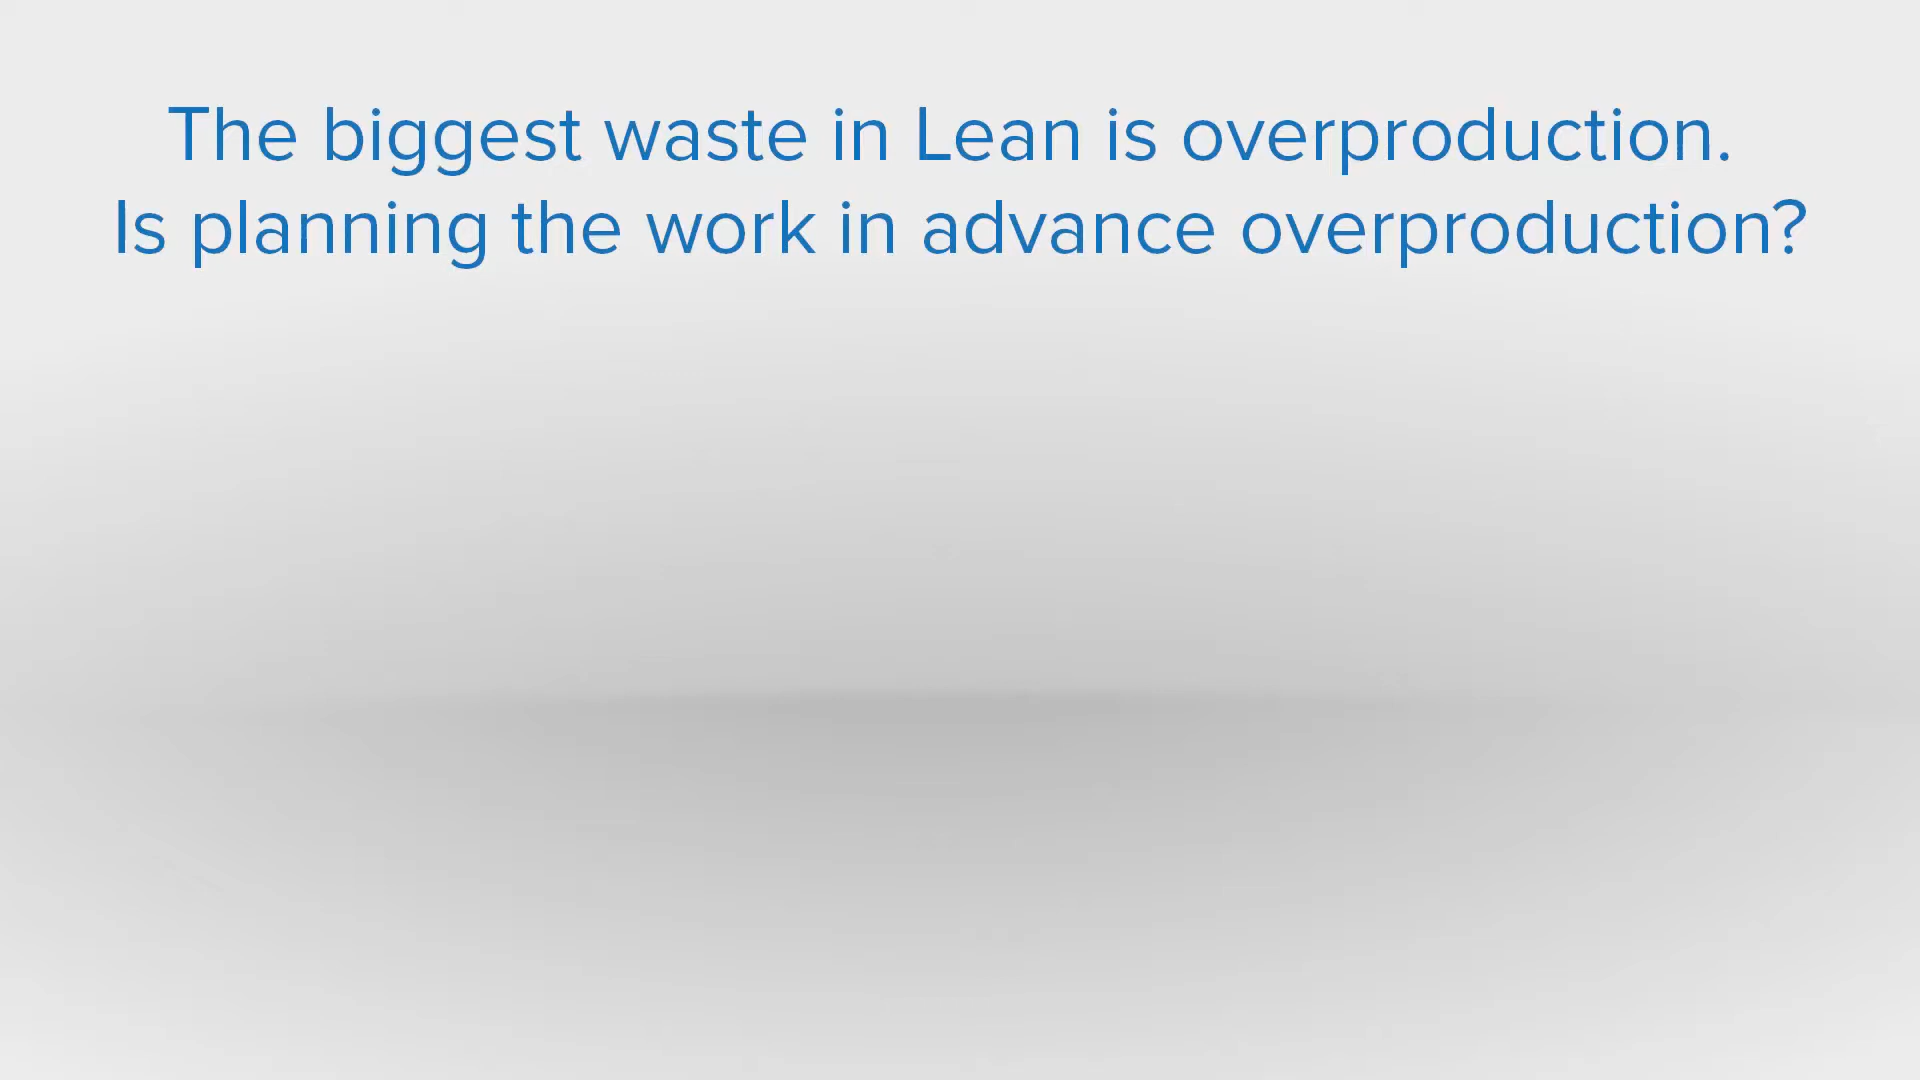 The biggest waste in Lean is overproduction.
Is planning the work in advance overproduction?